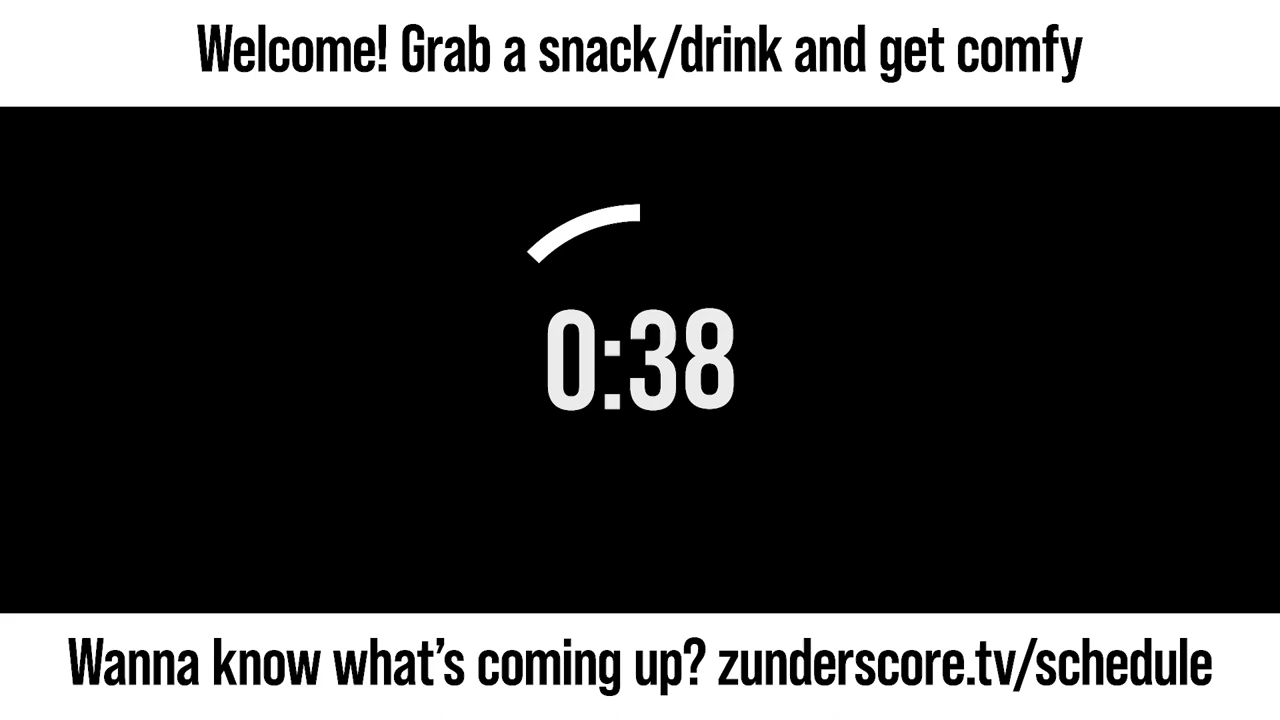 Welcome! Grab a snack/drink and get comfy
0:38
Wanna know what's coming up? zunderscore.tv/schedule